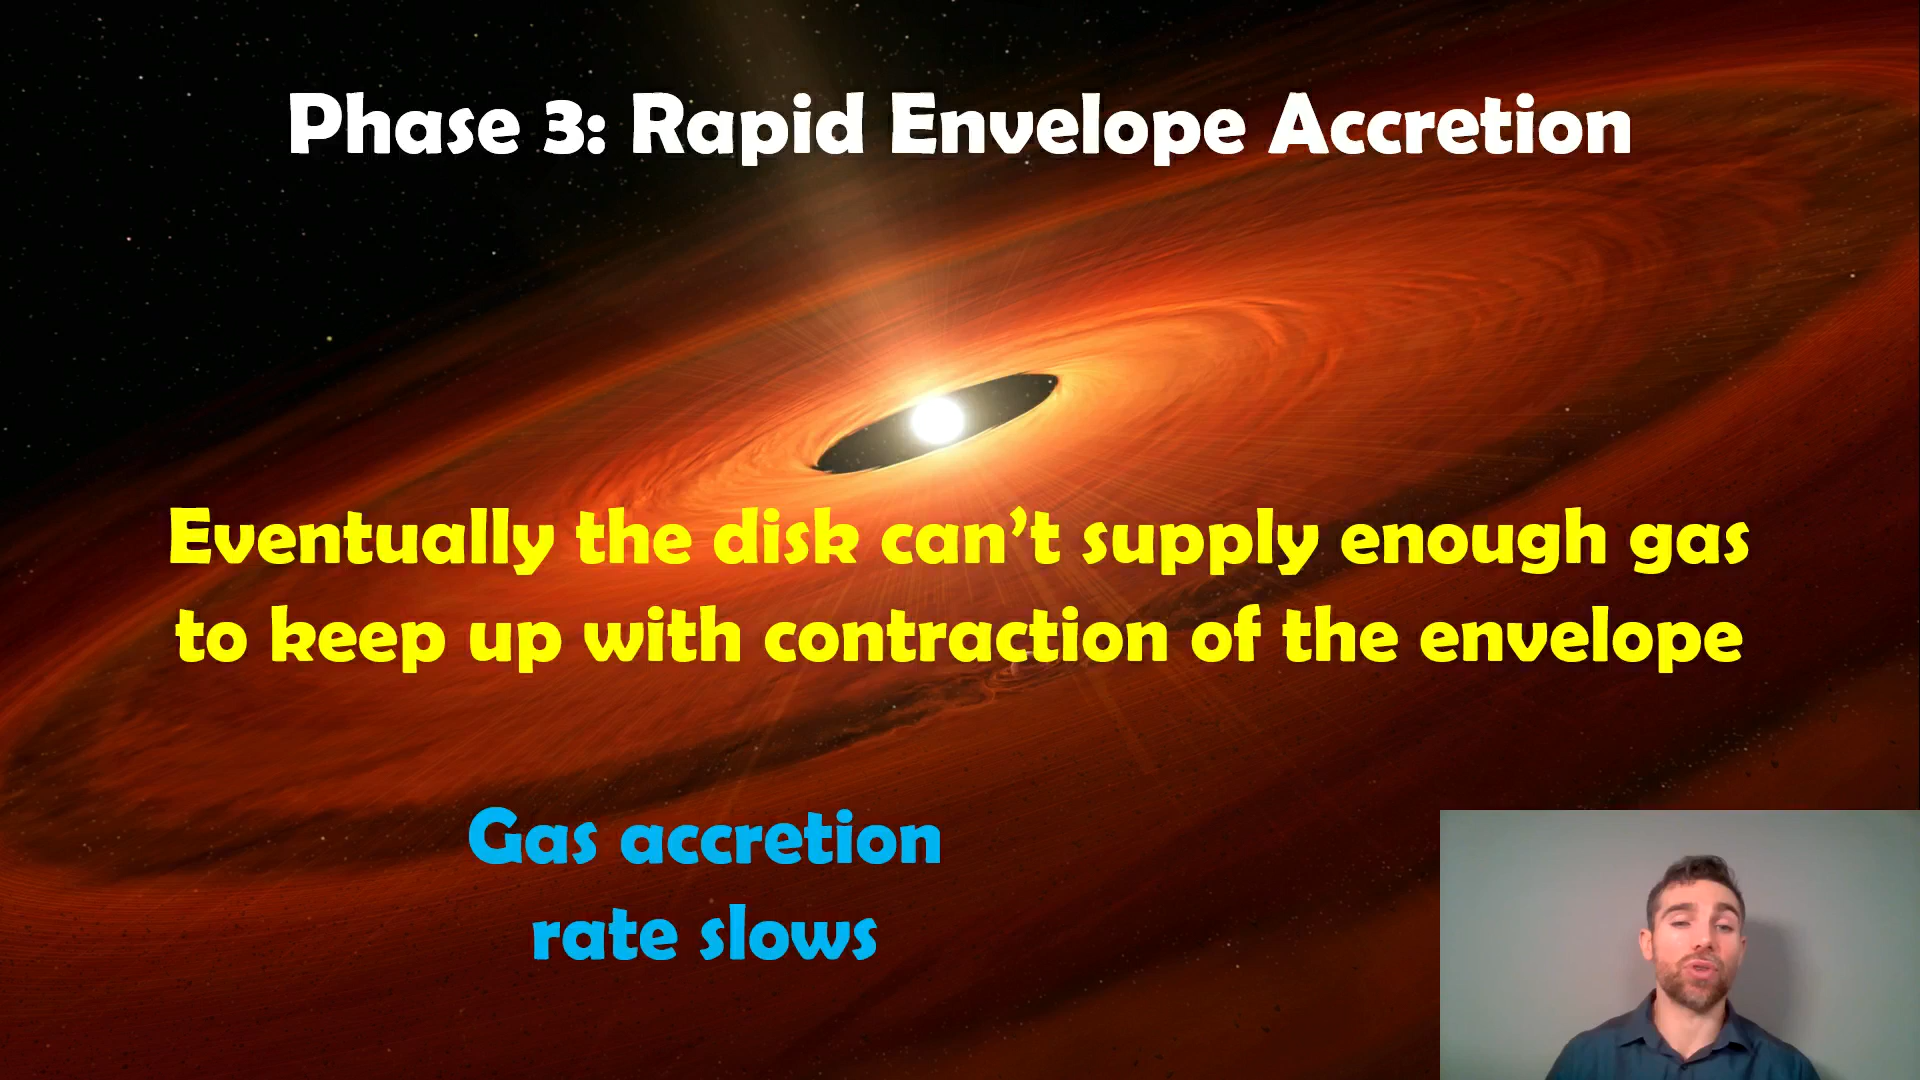 Phase 3: Rapid Envelope Accretion
Eventually the disk can’t supply enough gas
to keep up with contraction of the envelope
Gas accretion
rate slows